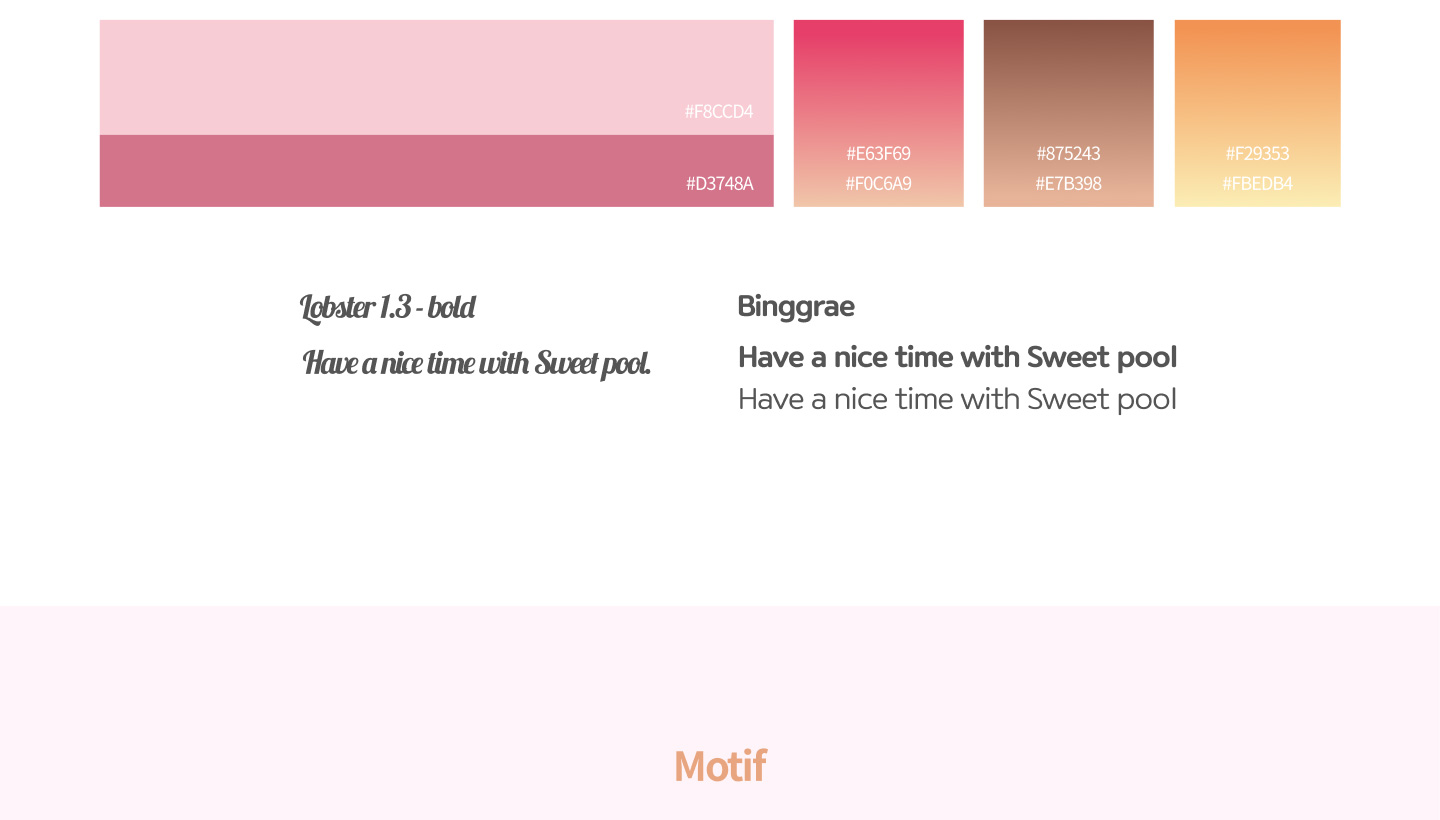 #F8CCD4
#D3748A
#E63F69
#F0C6A9
#875243
#E7B398
#F29353
#FBEDB4
Lobster 1.3 - bold
Have a nice time with Sweet pool.
Binggrae
Have a nice time with Sweet pool
Have a nice time with Sweet pool
Motif